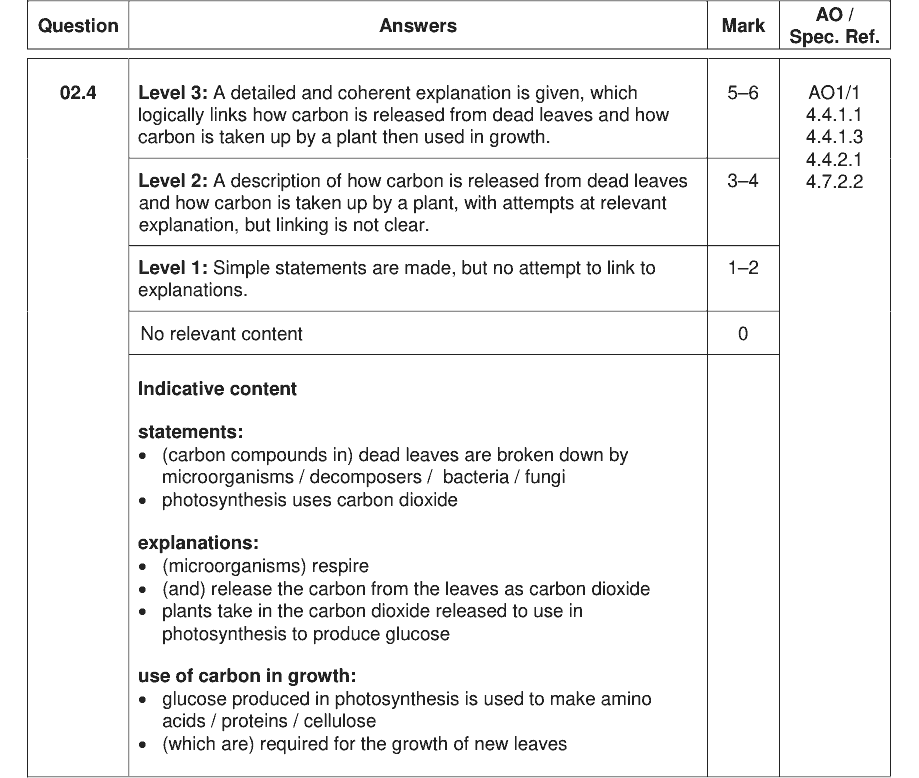 Question Answers Mark AO /
Spec. Ref.
02.4 Level 3: A detailed and coherent explanation is given, which 5–6 AO1/1
logically links how carbon is released from dead leaves and how 4.4.1.1
carbon is taken up by a plant then used in growth. 4.4.1.3
4.4.2.1
Level 2: A description of how carbon is released from dead leaves 3–4 4.7.2.2
and how carbon is taken up by a plant, with attempts at relevant
explanation, but linking is not clear.
Level 1: Simple statements are made, but no attempt to link to 1–2
explanations.
No relevant content 0
Indicative content
statements:
• (carbon compounds in) dead leaves are broken down by
microorganisms / decomposers / bacteria / fungi
• photosynthesis uses carbon dioxide
explanations:
• (microorganisms) respire
• (and) release the carbon from the leaves as carbon dioxide
• plants take in the carbon dioxide released to use in
photosynthesis to produce glucose
use of carbon in growth:
• glucose produced in photosynthesis is used to make amino
acids / proteins / cellulose
• (which are) required for the growth of new leaves